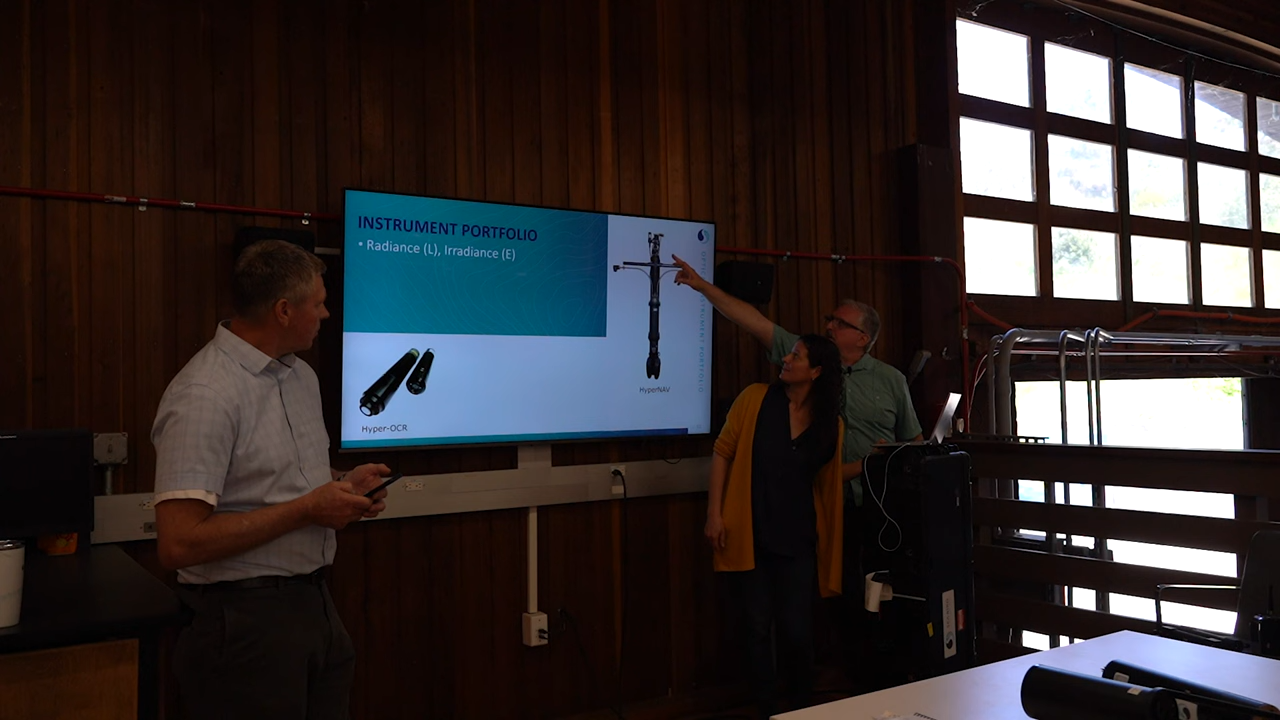 INSTRUMENT PORTFOLIO
• Radiance (L), Irradiance (E)
HyperNAV
Hyper-OCR